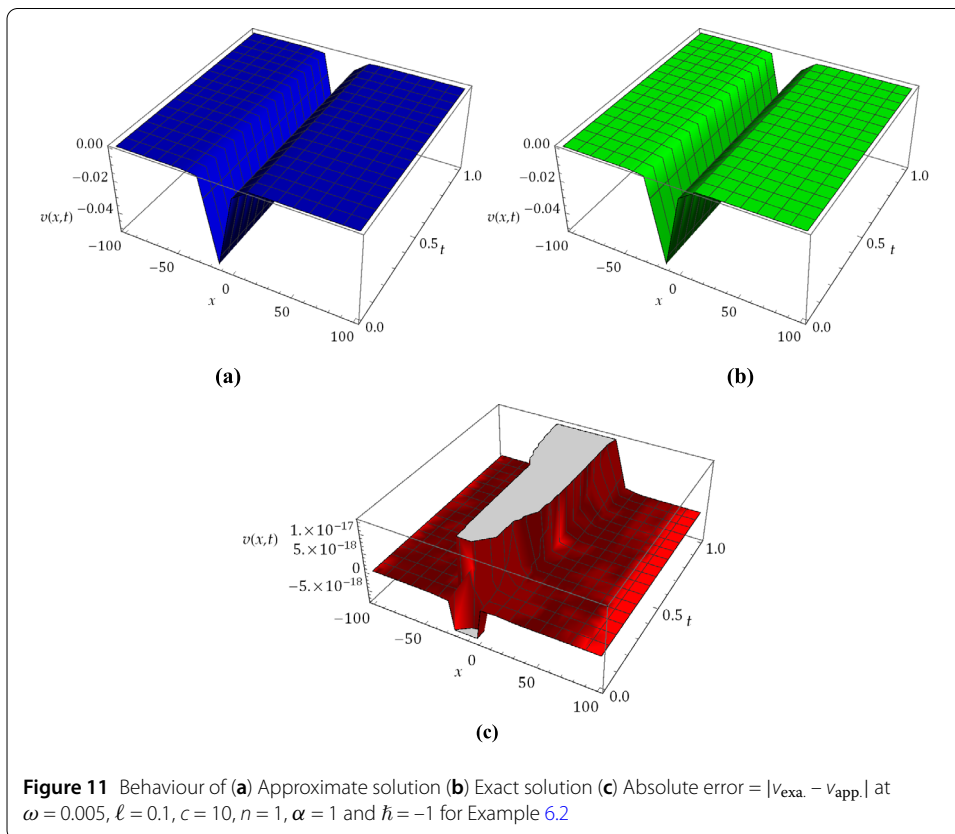 0.00
−0.02
−0.04
v(x,t)
−100
−50
x
0
50
100
0.0
0.5
t
1.0
(a)
0.00
−0.02
−0.04
v(x,t)
−100
−50
x
0
50
100
0.0
0.5
t
1.0
(b)
1.×10⁻¹⁷
v(x,t)
5.×10⁻¹⁸
0
−5.×10⁻¹⁸
−100
−50
x
0
50
100
0.0
0.5
t
1.0
(c)
Figure 11 Behaviour of (a) Approximate solution (b) Exact solution (c) Absolute error = |v_exa. – v_app.| at
ω = 0.005, ℓ = 0.1, c = 10, n = 1, α = 1 and ℏ = –1 for Example 6.2